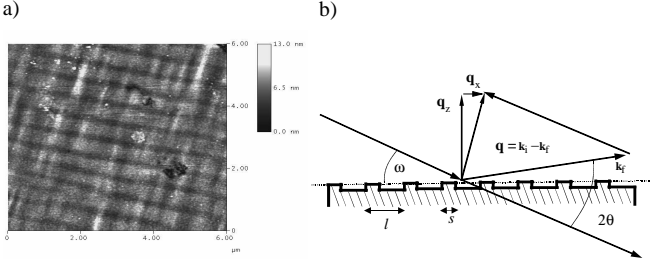 a)
b)
6.00
4.00
2.00
0
0
2.00
4.00
6.00
µm
13.0 nm
6.5 nm
0.0 nm
q_x
q_z
q = k_i − k_f
k_f
ω
2θ
l
s